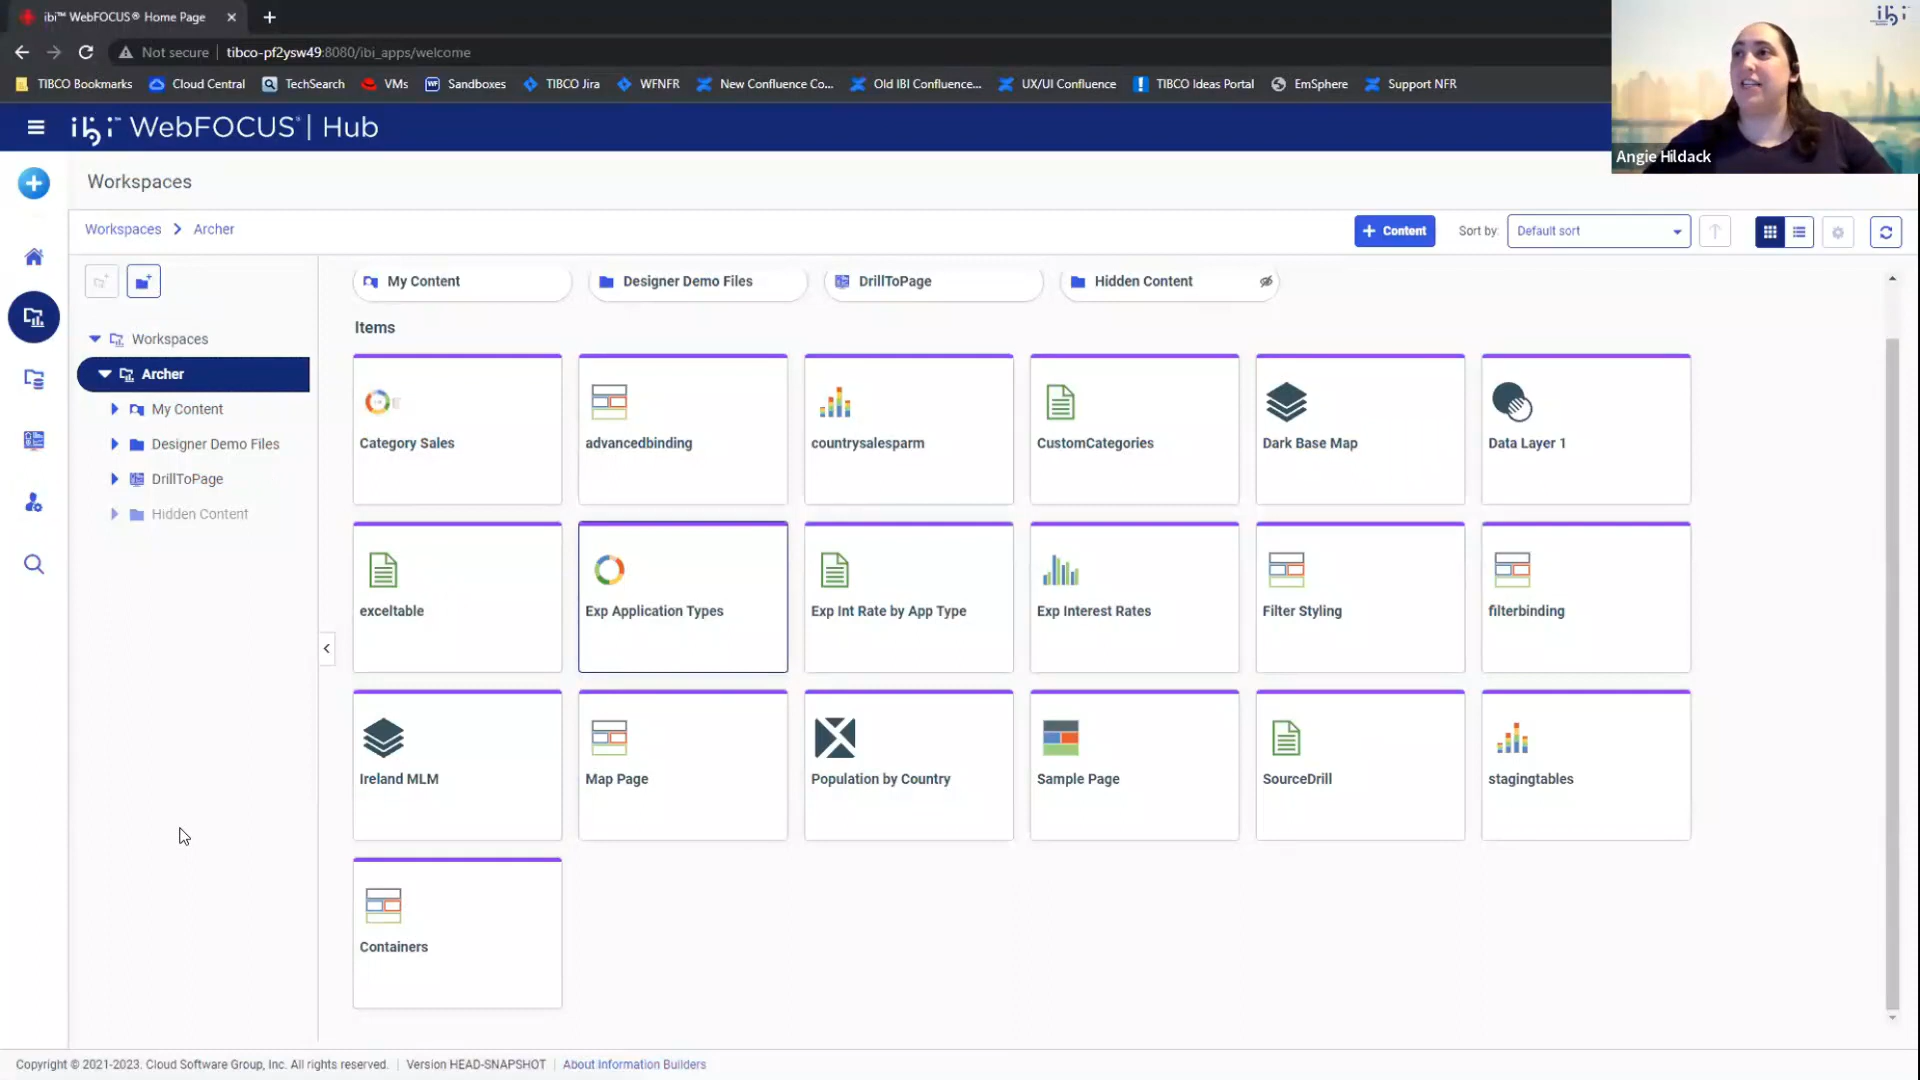 ibi™ WebFOCUS® Home Page
Not secure | tibco-pf2ysw49:8080/ibi_apps/welcome
TIBCO Bookmarks Cloud Central TechSearch VMs Sandboxes TIBCO Jira WFNFR New Confluence Co... Old IBI Confluence... UX/UI Confluence TIBCO Ideas Portal EmSphere Support NFR
ibi™ WebFOCUS® | Hub
ibi
Angie Hildack
Workspaces
Workspaces > Archer
+ Content
Sort by:
Default sort
My Content
Designer Demo Files
DrillToPage
Hidden Content
Workspaces
Archer
My Content
Designer Demo Files
DrillToPage
Hidden Content
Items
Category Sales
advancedbinding
countrysalesparm
CustomCategories
Dark Base Map
Data Layer 1
exceltable
Exp Application Types
Exp Int Rate by App Type
Exp Interest Rates
Filter Styling
filterbinding
Ireland MLM
Map Page
Population by Country
Sample Page
SourceDrill
stagingtables
Containers
Copyright © 2021-2023. Cloud Software Group, Inc. All rights reserved. | Version HEAD-SNAPSHOT | About Information Builders